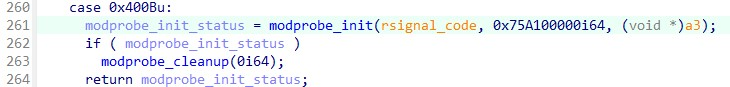 260 case 0x400Bu:
261 modprobe_init_status = modprobe_init(rsignal_code, 0x75A100000i64, (void *)a3);
262 if ( modprobe_init_status )
263 modprobe_cleanup(0i64);
264 return modprobe_init_status;